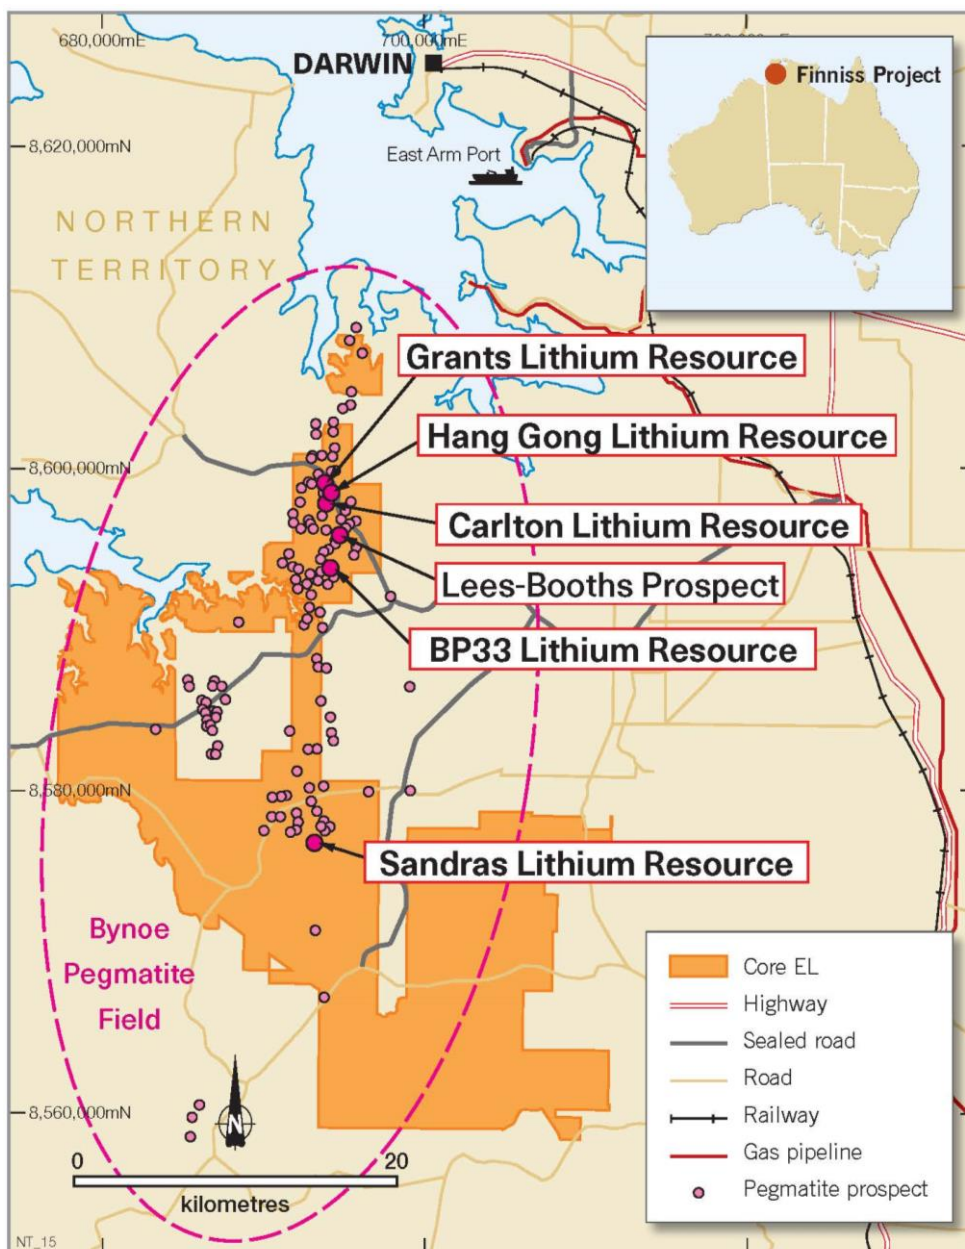 680,000mE
700,000mE
DARWIN
Finniss Project
8,620,000mN
East Arm Port
NORTHERN
TERRITORY
Grants Lithium Resource
Hang Gong Lithium Resource
8,600,000mN
Carlton Lithium Resource
Lees-Booths Prospect
BP33 Lithium Resource
8,580,000mN
Sandras Lithium Resource
Bynoe
Pegmatite
Field
Core EL
Highway
Sealed road
Road
Railway
Gas pipeline
Pegmatite prospect
8,560,000mN
N
0 20
kilometres
NT_15